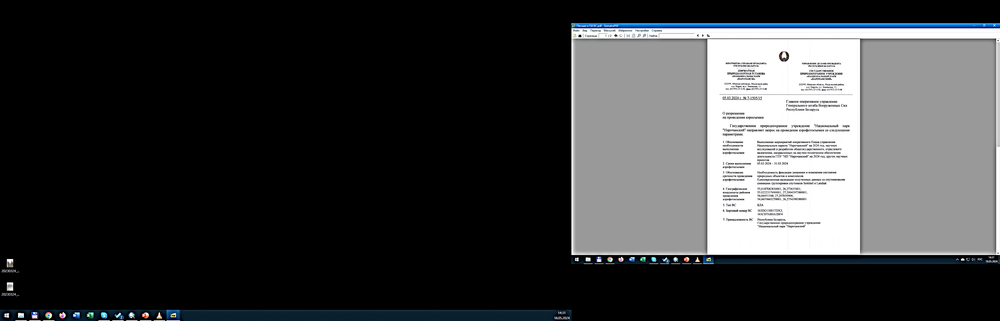 20230324_...
20230324_...
2
14:31
18.05.2024
Письмо в ГШ ВС.pdf - SumatraPDF
Файл Вид Переход Масштаб Избранное Настройки Справка
Страница: 1 / 2 Найти:
КІРАЎНІЦТВА СПРАВАМІ ПРЭЗІДЭНТА
РЭСПУБЛІКІ БЕЛАРУСЬ
ДЗЯРЖАЎНАЯ
ПРЫРОДААХОЎНАЯ ЎСТАНОВА
«НАЦЫЯНАЛЬНЫ ПАРК
«НАРАЧАНСКІ»
222395, Мінская вобласць, Мядзельскі раён,
к.п. Нарач, вул. Ленінская, 11
тэл. (01797) 27-3-92, факс (01797) 27-5-08
УПРАВЛЕНИЕ ДЕЛАМИ ПРЕЗИДЕНТА
РЕСПУБЛИКИ БЕЛАРУСЬ
ГОСУДАРСТВЕННОЕ
ПРИРОДООХРАННОЕ УЧРЕЖДЕНИЕ
«НАЦИОНАЛЬНЫЙ ПАРК
«НАРОЧАНСКИЙ»
222395, Минская область, Мядельский район,
к.п. Нарочь, ул. Ленинская, 11
тел. (01797) 27-3-92, факс (01797) 27-5-08
05.03.2024 г. № 7-1505/15
Главное оперативное управление
Генерального штаба Вооруженных Сил
Республики Беларусь
О разрешении
на проведении аэросъемки
Государственное природоохранное учреждение "Национальный парк
"Нарочанский" направляет запрос на проведение аэрофотосъемки со следующими
параметрами.
1. Обоснование
необходимости
выполнения
аэрофотосъемки
Выполнение мероприятий оперативного Плана управления
Национальным парком "Нарочанский" на 2024 год, научных
исследований и разработок общегосударственного, отраслевого
назначения, направленных на научно-техническое обеспечение
деятельности ГПУ "НП "Нарочанский" на 2024 год, других научных
проектов.
2. Сроки выполнения
аэрофотосъемки
05.03.2024 – 31.03.2024
3. Обоснование
срочности проведения
аэрофотосъемки
Необходимость фиксации динамики и изменения состояния
природных объектов и комплексов.
Единовременная валидация полученных данных со спутниковыми
снимками группировки спутников Sentinel и Landsat
4. Географические
координаты районов
проведения
аэрофотосъемок
55,0187682830001, 26,273635401;
55,0222337490001, 27,2004397380001;
54,66451548, 27,207650906;
54,6655665270001, 26,2754390380001
5. Тип ВС БЛА
6. Бортовой номер ВС 163DG13001TDX3;
163CH7AR0A2BF4
7. Принадлежность ВС Республика Беларусь,
Государственное природоохранное учреждение
"Национальный парк "Нарочанский"
2
РУС
14:31
18.05.2024